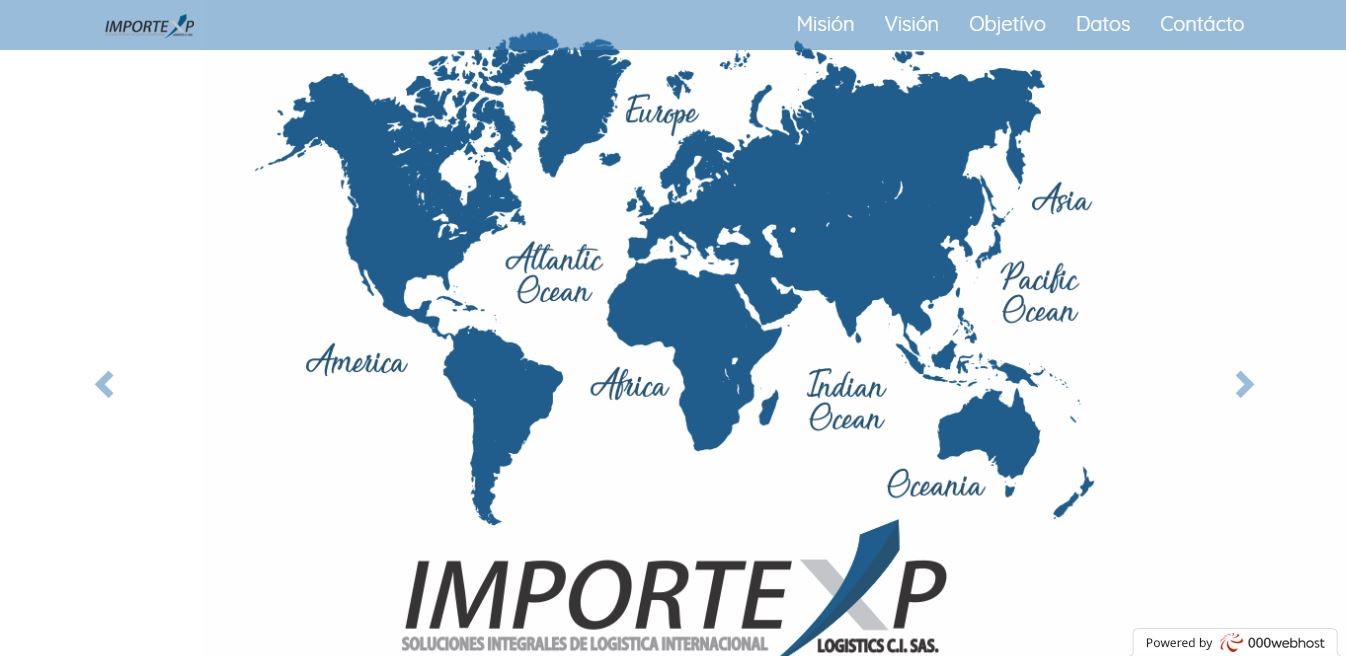 IMPORTEXP
Misión Visión Objetívo Datos Contácto
Europe
Asia
Atlantic
Ocean
Pacific
Ocean
America
Africa
Indian
Ocean
Oceania
IMPORTEXP
SOLUCIONES INTEGRALES DE LOGISTICA INTERNACIONAL
LOGISTICS C.I. SAS.
Powered by 000webhost